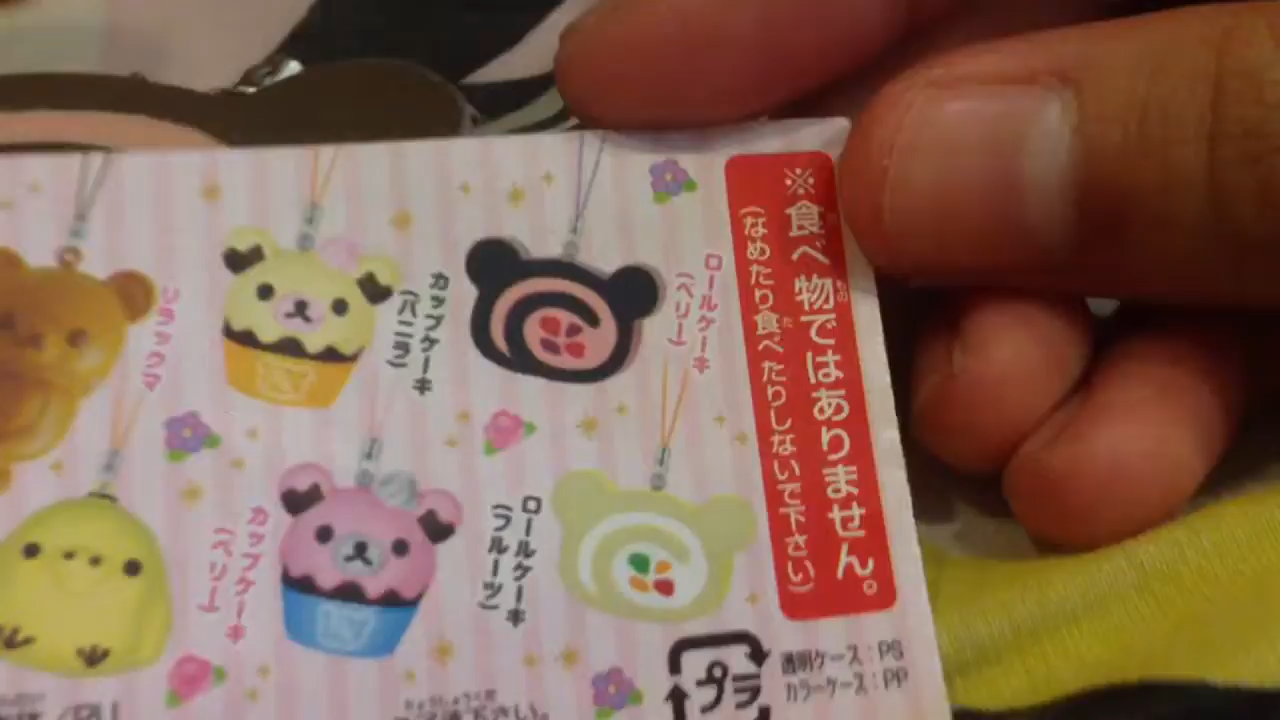 ※食べ物ではありません。
(なめたり食べたりしないで下さい)
ロールケーキ
(ベリー)
カップケーキ
(バニラ)
リラックマ
ロールケーキ
(フルーツ)
カップケーキ
(ベリー)
プラ
透明ケース:PS
カラーケース:PP